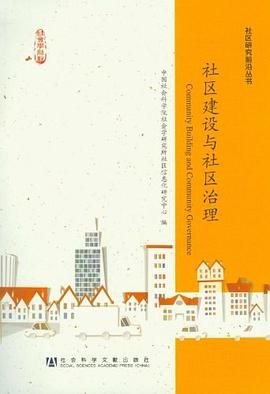 社区研究前沿丛书
社区建设与社区治理
Community Building and Community Governance
中国社会科学院社会学研究所社区信息化研究中心 编
社会科学文献出版社
SOCIAL SCIENCES ACADEMIC PRESS (CHINA)